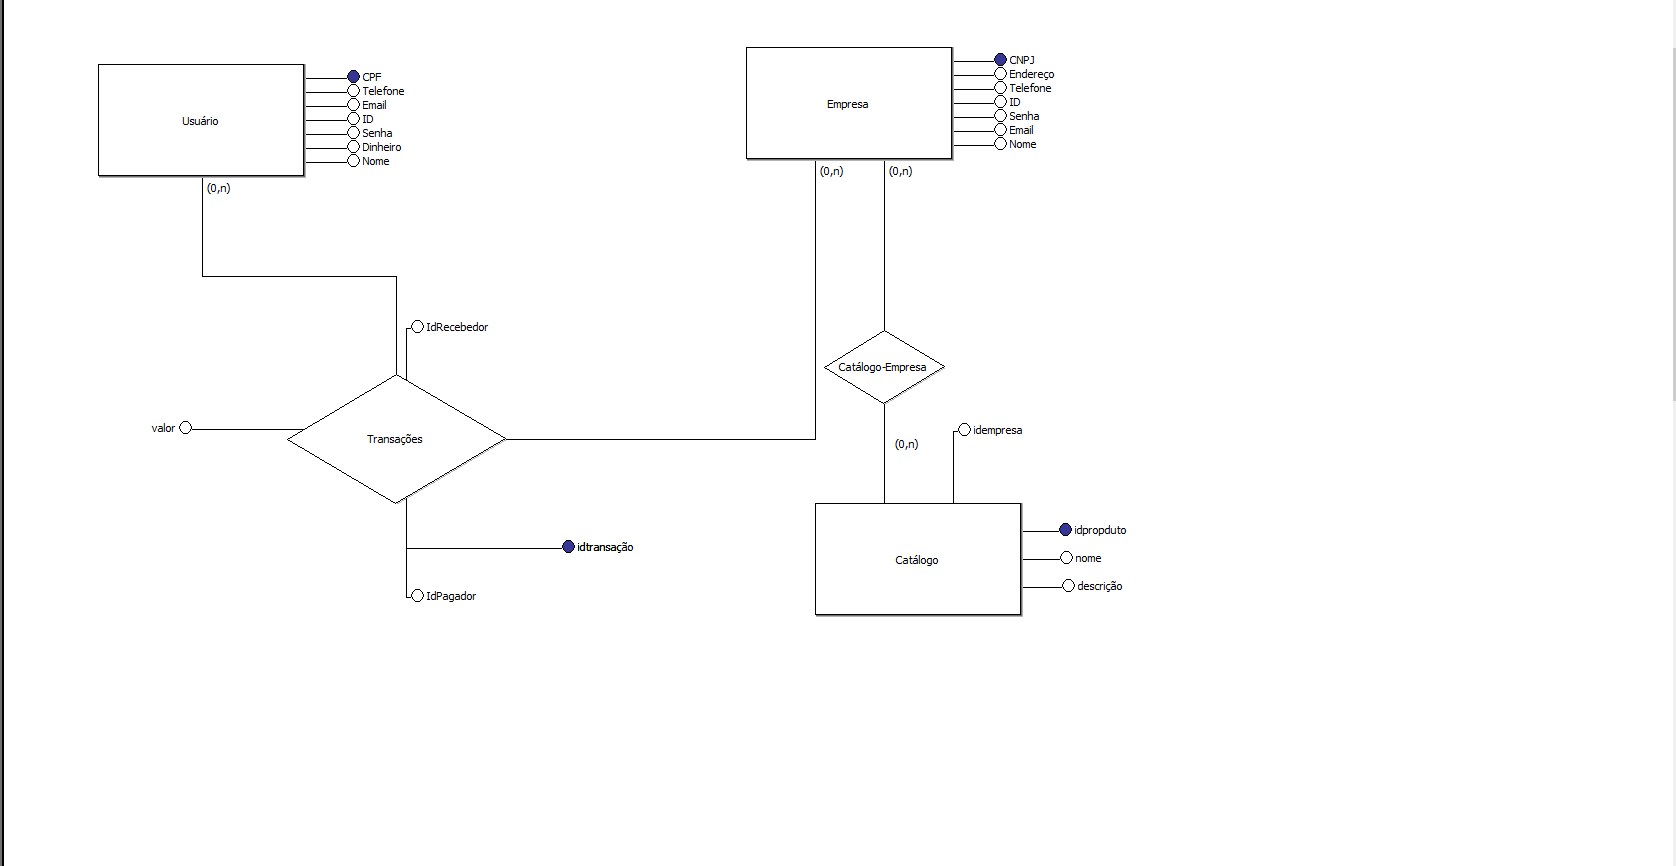 Usuário
CPF
Telefone
Email
ID
Senha
Dinheiro
Nome
(0,n)
Empresa
CNPJ
Endereço
Telefone
ID
Senha
Email
Nome
(0,n)
(0,n)
IdRecebedor
valor
Transações
idtransação
IdPagador
Catálogo-Empresa
(0,n)
idempresa
Catálogo
idpropduto
nome
descrição